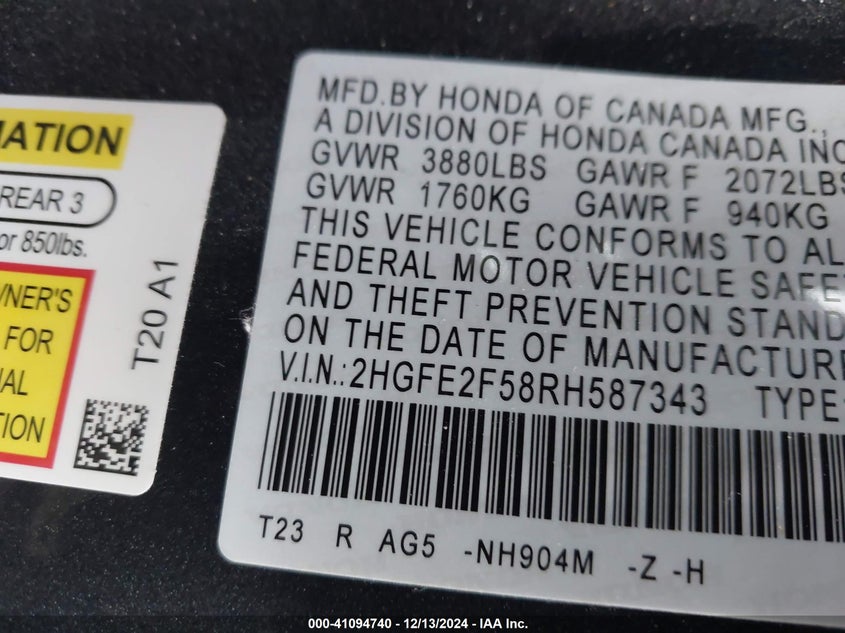 MATION
REAR 3
or 850lbs.
WNER'S
FOR
T20 A1
MFD.BY HONDA OF CANADA MFG.,
A DIVISION OF HONDA CANADA INC
GVWR 3880LBS GAWR F 2072LBS
GVWR 1760KG GAWR F 940KG
THIS VEHICLE CONFORMS TO AL
FEDERAL MOTOR VEHICLE SAFE
AND THEFT PREVENTION STAND
ON THE DATE OF MANUFACTURE
V.I.N.:2HGFE2F58RH587343 TYPE:
T23 R AG5 -NH904M -Z -H
000-41094740 - 12/13/2024 - IAA Inc.